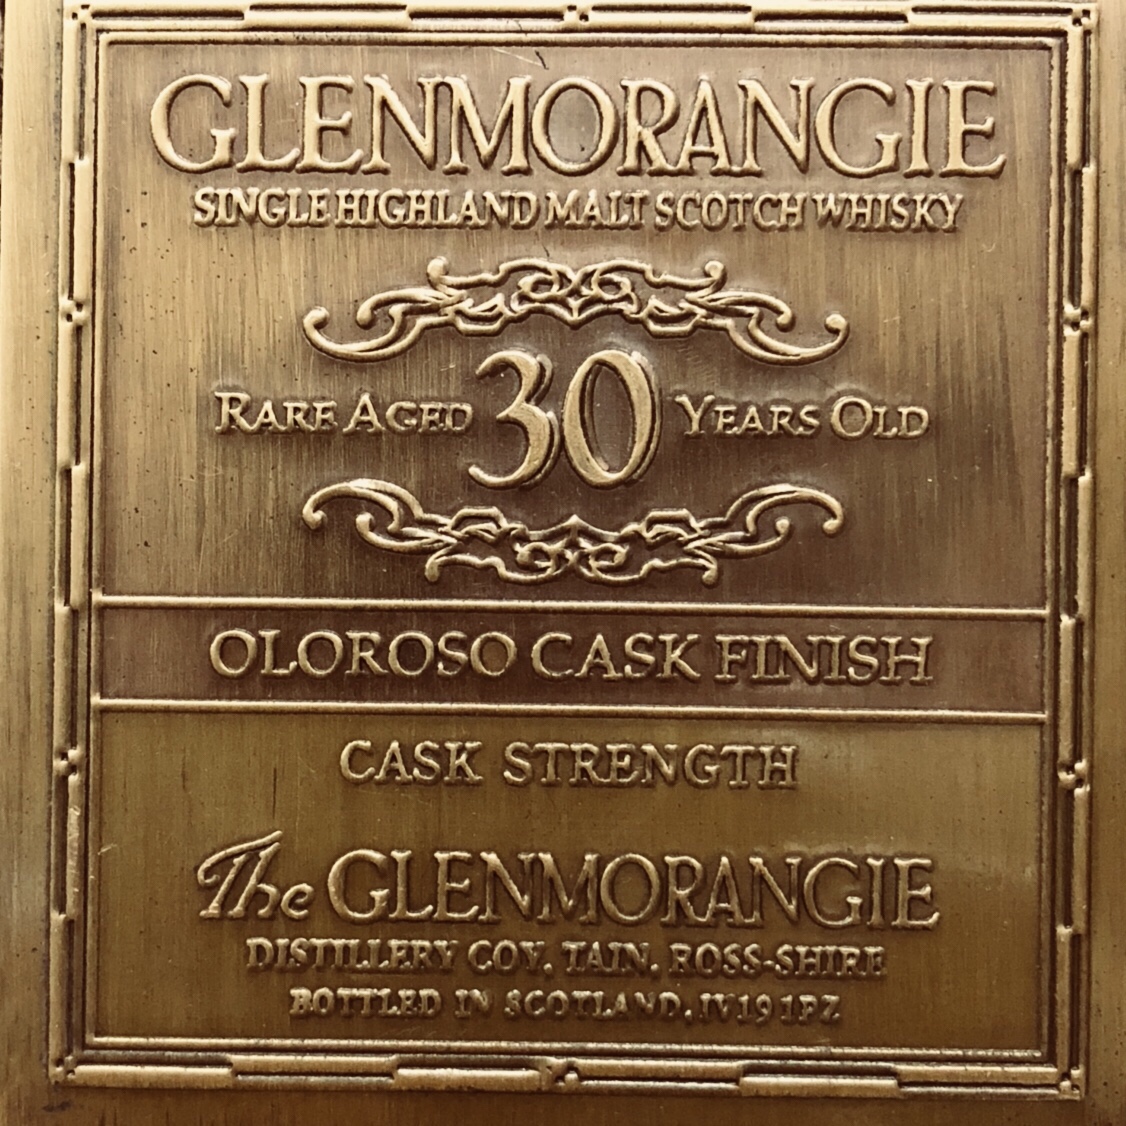 GLENMORANGIE
SINGLE HIGHLAND MALT SCOTCH WHISKY
RARE AGED 30 YEARS OLD
OLOROSO CASK FINISH
CASK STRENGTH
The GLENMORANGIE
DISTILLERY COY. TAIN. ROSS-SHIRE
BOTTLED IN SCOTLAND, IV19 1PZ